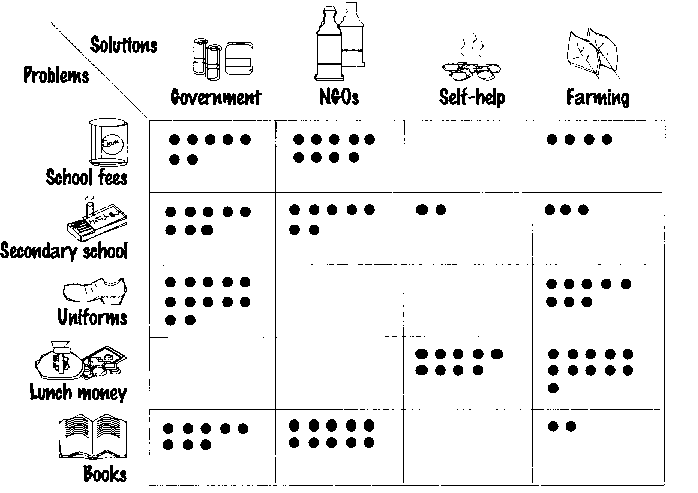 Solutions
Problems
Government
NGOs
Self-help
Farming
School fees
Secondary school
Uniforms
Lunch money
Books